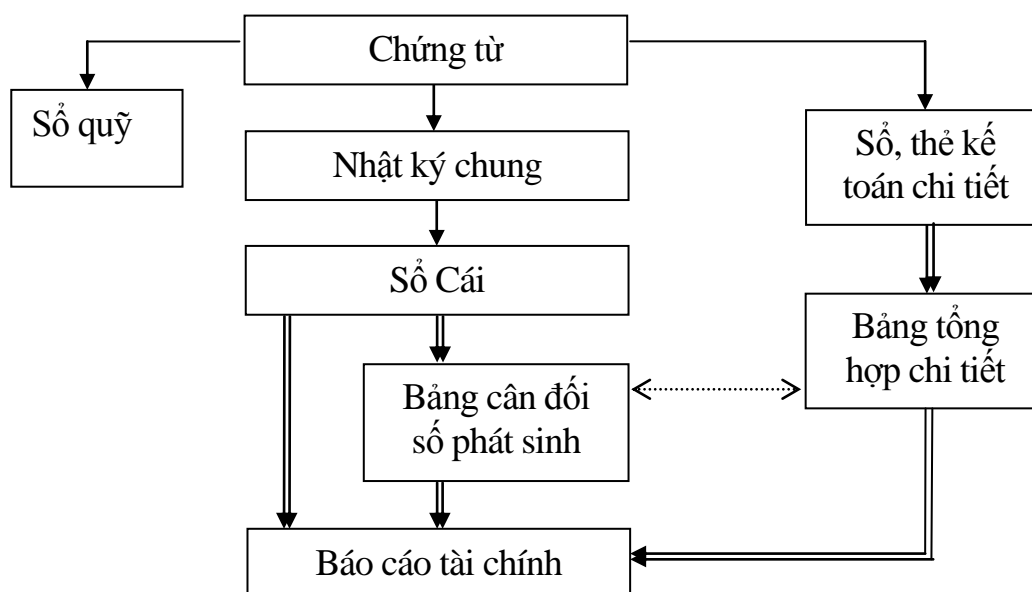 Chứng từ
Sổ quỹ
Nhật ký chung
Sổ, thẻ kế
toán chi tiết
Sổ Cái
Bảng tổng
hợp chi tiết
Bảng cân đối
số phát sinh
Báo cáo tài chính